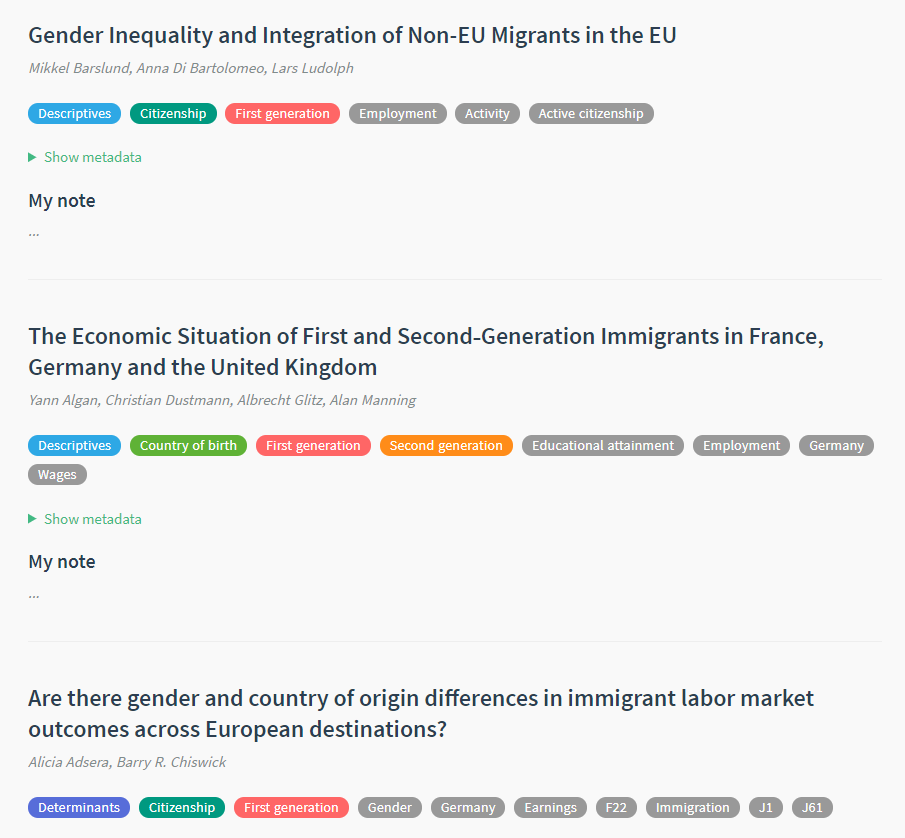 Gender Inequality and Integration of Non-EU Migrants in the EU
Mikkel Barslund, Anna Di Bartolomeo, Lars Ludolph
Descriptives Citizenship First generation Employment Activity Active citizenship
Show metadata
My note
...
The Economic Situation of First and Second-Generation Immigrants in France,
Germany and the United Kingdom
Yann Algan, Christian Dustmann, Albrecht Glitz, Alan Manning
Descriptives Country of birth First generation Second generation Educational attainment Employment Germany
Wages
Show metadata
My note
...
Are there gender and country of origin differences in immigrant labor market
outcomes across European destinations?
Alicia Adsera, Barry R. Chiswick
Determinants Citizenship First generation Gender Germany Earnings F22 Immigration J1 J61